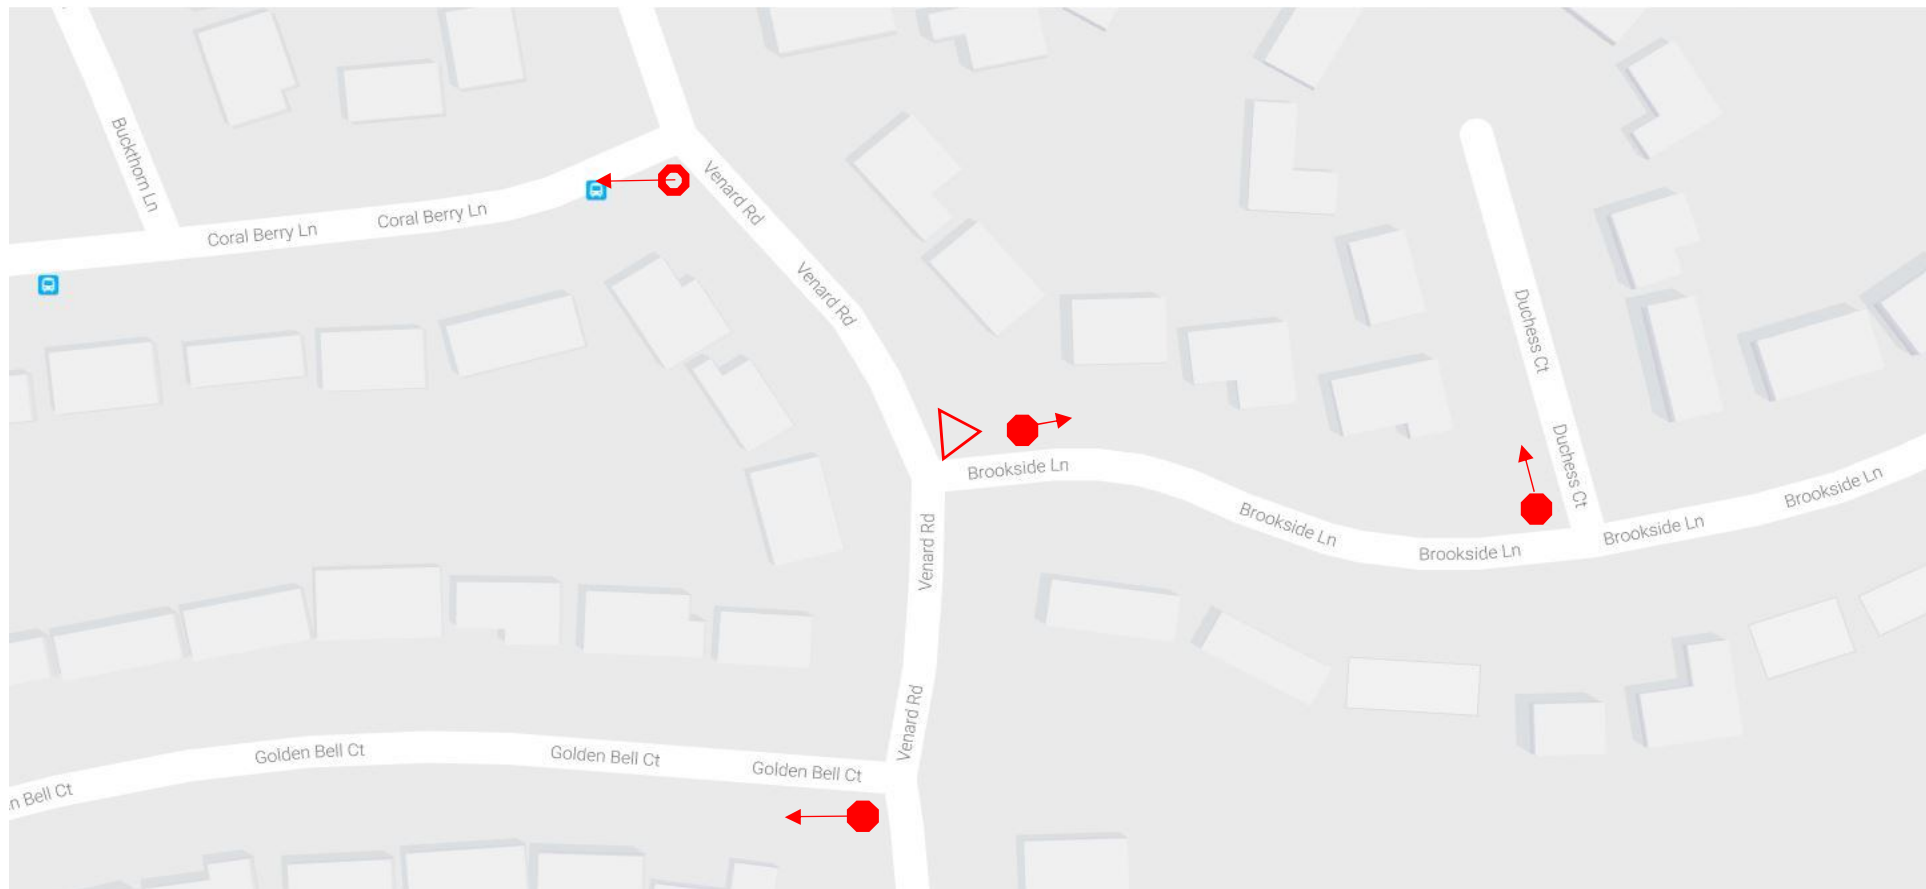 Buckthorn Ln
Coral Berry Ln
Coral Berry Ln
Venard Rd
Venard Rd
Duchess Ct
Duchess Ct
Brookside Ln
Brookside Ln
Brookside Ln
Brookside Ln
Brookside Ln
Venard Rd
Venard Rd
Golden Bell Ct
Golden Bell Ct
Golden Bell Ct
n Bell Ct